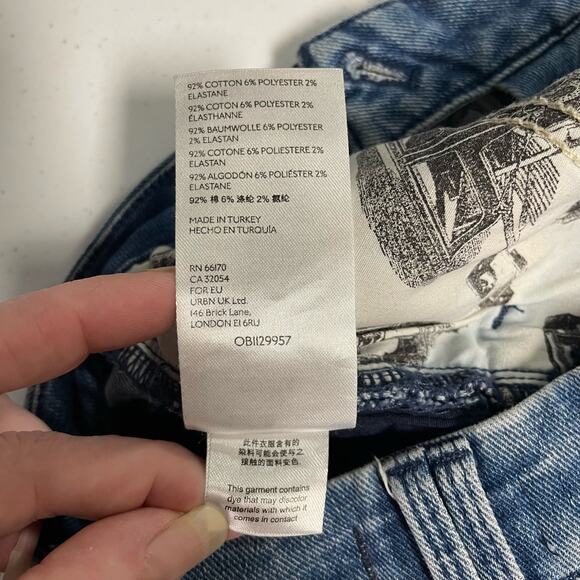 92% COTTON 6% POLYESTER 2%
ELASTANE
92% COTON 6% POLYESTER 2%
ÉLASTHANNE
92% BAUMWOLLE 6% POLYESTER
2% ELASTAN
92% COTONE 6% POLIESTERE 2%
ELASTAN
92% ALGODÓN 6% POLIÉSTER 2%
ELASTANE
92% 棉 6% 涤纶 2% 氨纶
MADE IN TURKEY
HECHO EN TURQUÍA
RN 66170
CA 32054
FOR EU
URBN UK Ltd.
146 Brick Lane,
LONDON E1 6RU
OB1129957
此件衣服含有的
染料可能会使与之
接触的面料变色.
This garment contains
dye that may discolor
materials with which it
comes in contact